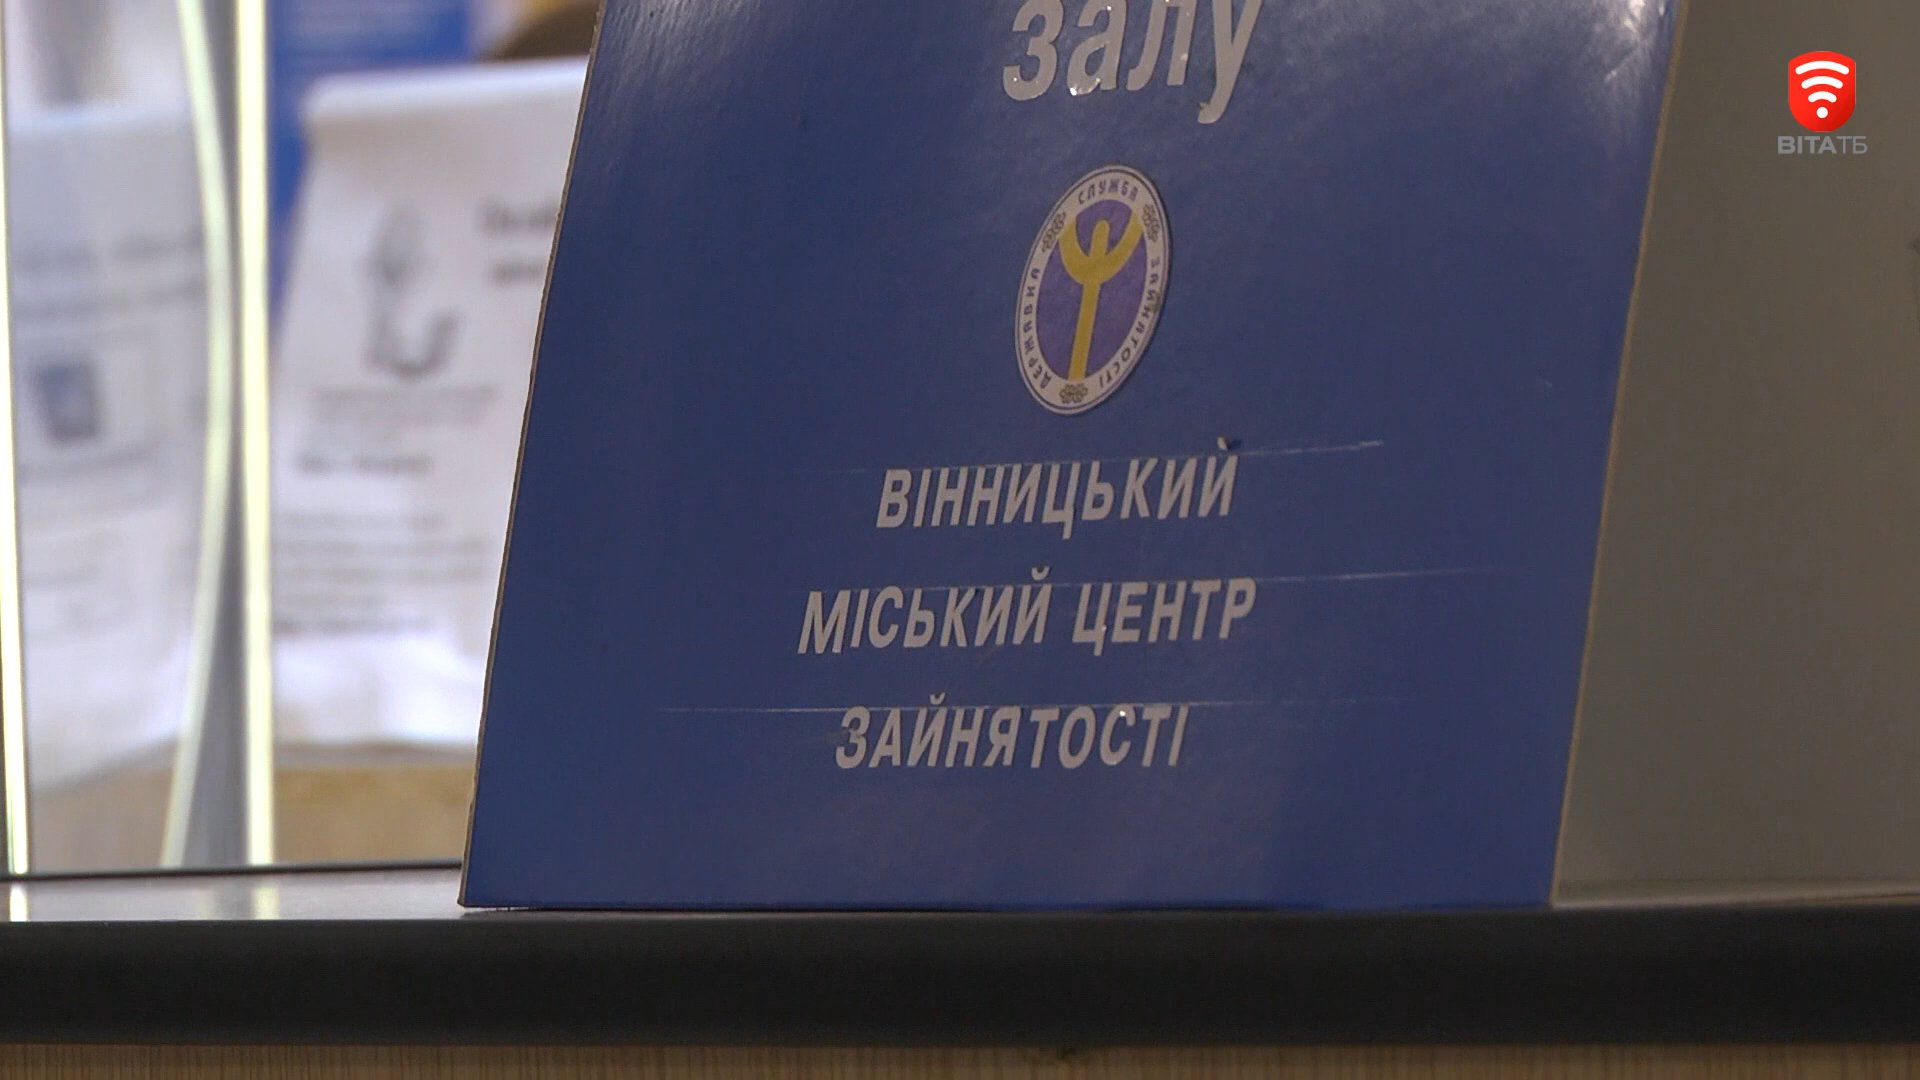 залу
ВІТАТБ
ДЕРЖАВНА СЛУЖБА ЗАЙНЯТОСТІ
ВІННИЦЬКИЙ
МІСЬКИЙ ЦЕНТР
ЗАЙНЯТОСТІ